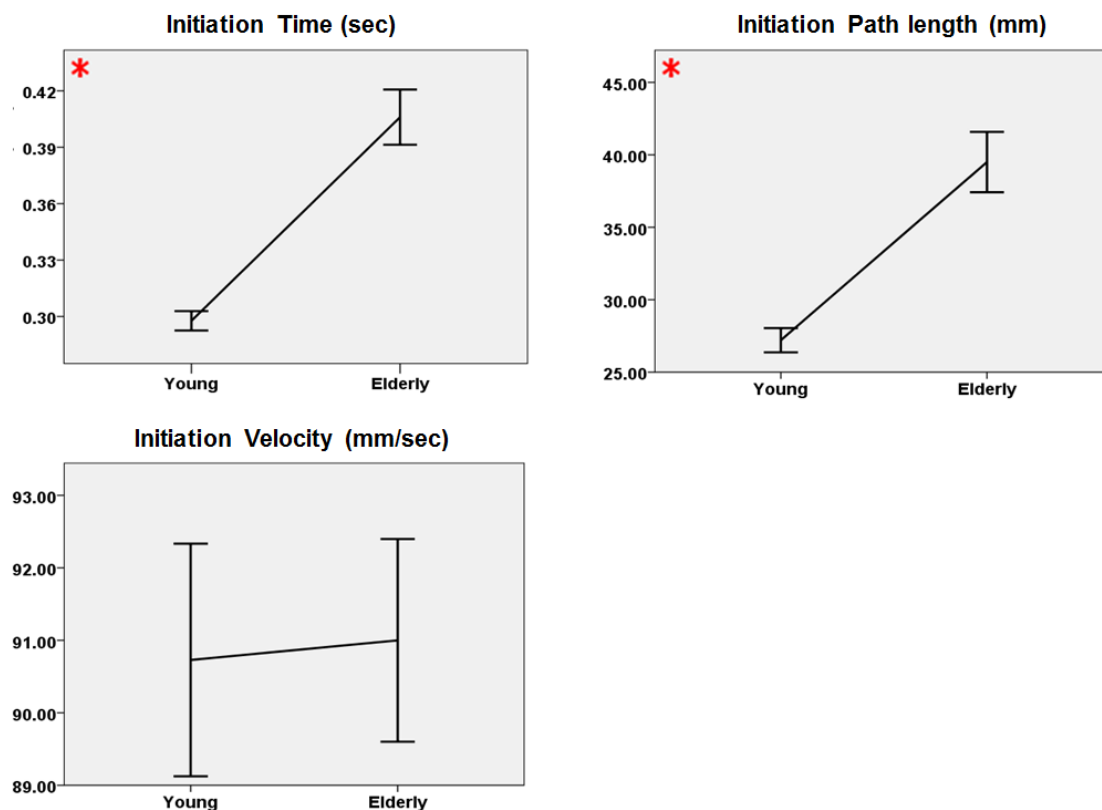 Initiation Time (sec)
*
0.42
0.39
0.36
0.33
0.30
Young Elderly
Initiation Path length (mm)
*
45.00
40.00
35.00
30.00
25.00
Young Elderly
Initiation Velocity (mm/sec)
93.00
92.00
91.00
90.00
89.00
Young Elderly